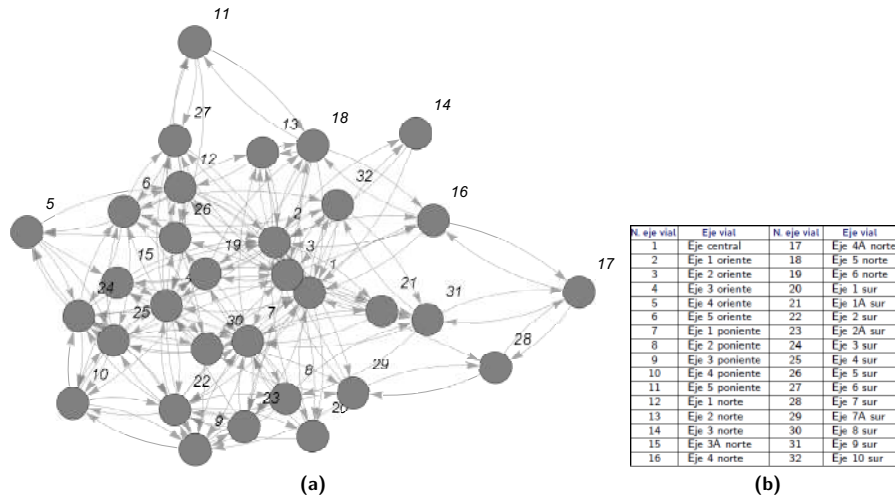 11
14
27
13
18
12
32
5
6
16
26
2
19
3
15
17
1
24
21
31
25
7
30
28
29
10
8
22
23
20
9
(a)
N. eje vial Eje vial N. eje vial Eje vial
1 Eje central 17 Eje 4A norte
2 Eje 1 oriente 18 Eje 5 norte
3 Eje 2 oriente 19 Eje 6 norte
4 Eje 3 oriente 20 Eje 1 sur
5 Eje 4 oriente 21 Eje 1A sur
6 Eje 5 oriente 22 Eje 2 sur
7 Eje 1 poniente 23 Eje 2A sur
8 Eje 2 poniente 24 Eje 3 sur
9 Eje 3 poniente 25 Eje 4 sur
10 Eje 4 poniente 26 Eje 5 sur
11 Eje 5 poniente 27 Eje 6 sur
12 Eje 1 norte 28 Eje 7 sur
13 Eje 2 norte 29 Eje 7A sur
14 Eje 3 norte 30 Eje 8 sur
15 Eje 3A norte 31 Eje 9 sur
16 Eje 4 norte 32 Eje 10 sur
(b)